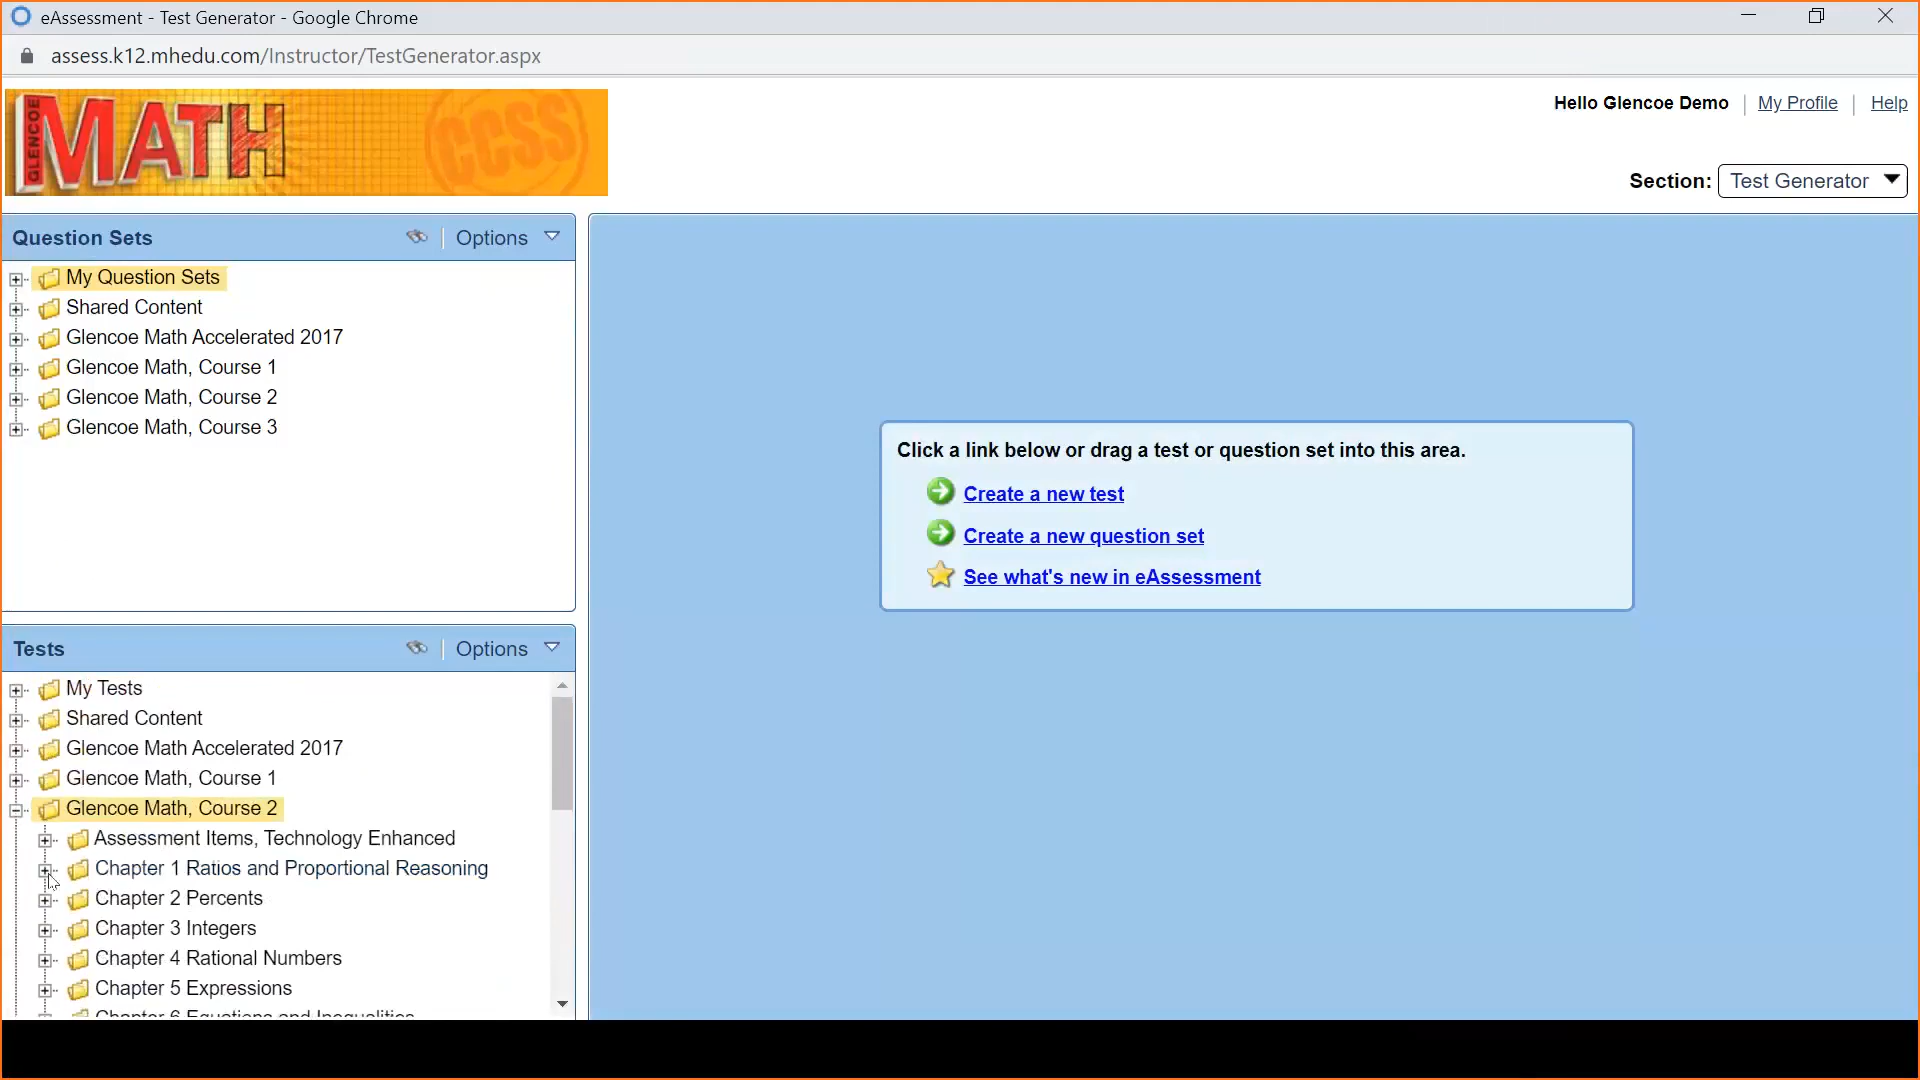 eAssessment - Test Generator - Google Chrome
assess.k12.mhedu.com/Instructor/TestGenerator.aspx
GLENCOE
MATH
CCSS
Hello Glencoe Demo
My Profile
Help
Section:
Test Generator
Question Sets
Options
My Question Sets
Shared Content
Glencoe Math Accelerated 2017
Glencoe Math, Course 1
Glencoe Math, Course 2
Glencoe Math, Course 3
Click a link below or drag a test or question set into this area.
Create a new test
Create a new question set
See what's new in eAssessment
Tests
Options
My Tests
Shared Content
Glencoe Math Accelerated 2017
Glencoe Math, Course 1
Glencoe Math, Course 2
Assessment Items, Technology Enhanced
Chapter 1 Ratios and Proportional Reasoning
Chapter 2 Percents
Chapter 3 Integers
Chapter 4 Rational Numbers
Chapter 5 Expressions
Chapter 6 Equations and Inequalities